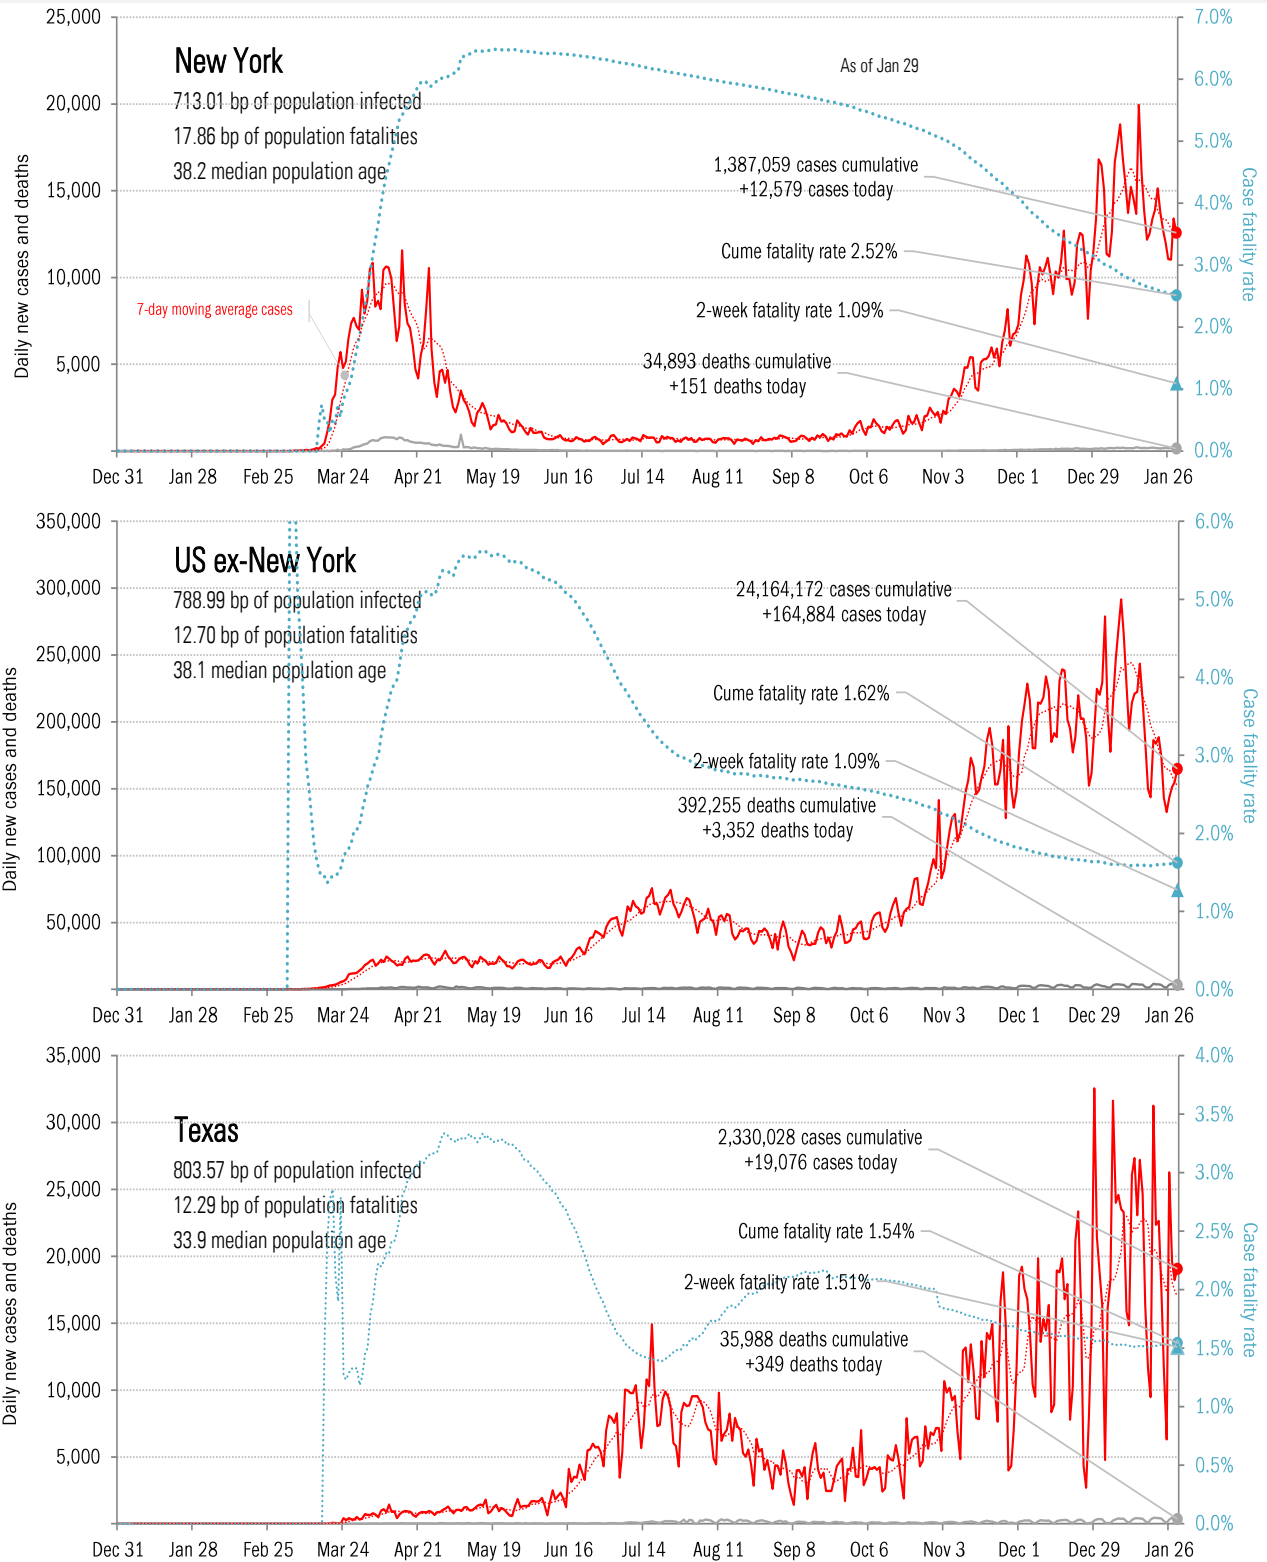 25,000
7.0%
New York
As of Jan 29
6.0%
20,000
713.01 bp of population infected
17.86 bp of population fatalities
5.0%
38.2 median population age
1,387,059 cases cumulative
+12,579 cases today
15,000
4.0%
Daily new cases and deaths
Case fatality rate
Cume fatality rate 2.52%
3.0%
10,000
7-day moving average cases
2-week fatality rate 1.09%
2.0%
34,893 deaths cumulative
+151 deaths today
5,000
1.0%
0.0%
Dec 31 Jan 28 Feb 25 Mar 24 Apr 21 May 19 Jun 16 Jul 14 Aug 11 Sep 8 Oct 6 Nov 3 Dec 1 Dec 29 Jan 26
350,000
6.0%
US ex-New York
300,000
788.99 bp of population infected
5.0%
24,164,172 cases cumulative
+164,884 cases today
12.70 bp of population fatalities
250,000
38.1 median population age
4.0%
Cume fatality rate 1.62%
200,000
Daily new cases and deaths
Case fatality rate
3.0%
2-week fatality rate 1.09%
150,000
392,255 deaths cumulative
+3,352 deaths today
2.0%
100,000
1.0%
50,000
0.0%
Dec 31 Jan 28 Feb 25 Mar 24 Apr 21 May 19 Jun 16 Jul 14 Aug 11 Sep 8 Oct 6 Nov 3 Dec 1 Dec 29 Jan 26
35,000
4.0%
Texas
30,000
3.5%
2,330,028 cases cumulative
+19,076 cases today
803.57 bp of population infected
3.0%
25,000
12.29 bp of population fatalities
33.9 median population age
Cume fatality rate 1.54%
2.5%
20,000
2-week fatality rate 1.51%
2.0%
Daily new cases and deaths
Case fatality rate
15,000
35,988 deaths cumulative
+349 deaths today
1.5%
10,000
1.0%
5,000
0.5%
0.0%
Dec 31 Jan 28 Feb 25 Mar 24 Apr 21 May 19 Jun 16 Jul 14 Aug 11 Sep 8 Oct 6 Nov 3 Dec 1 Dec 29 Jan 26